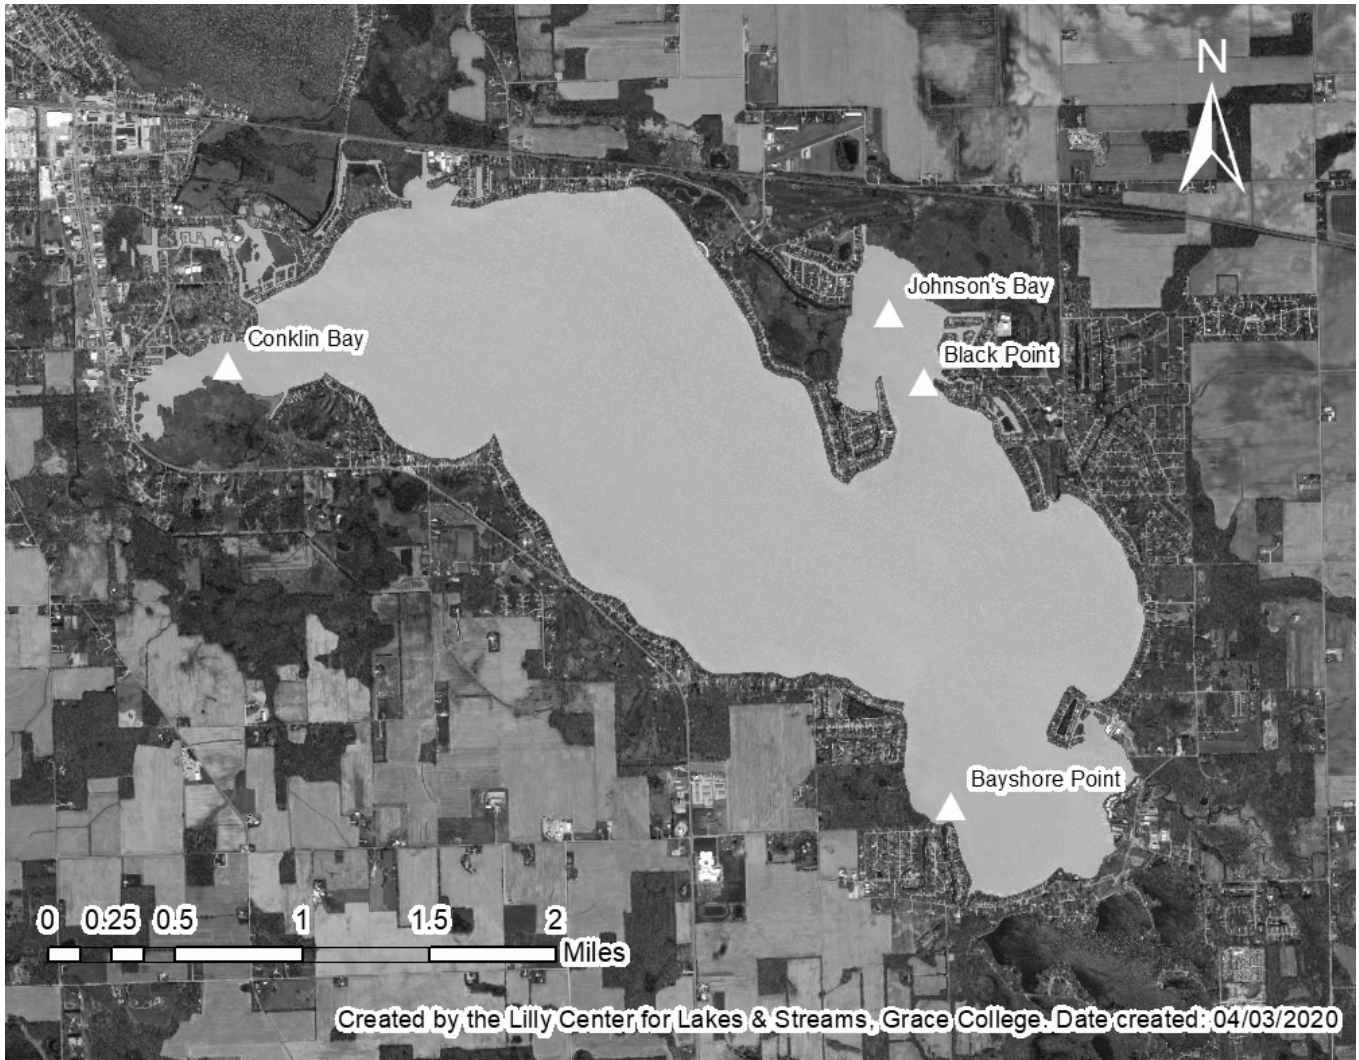 N
Johnson's Bay
Conklin Bay
Black Point
Bayshore Point
0 0.25 0.5 1 1.5 2
Miles
Created by the Lilly Center for Lakes & Streams, Grace College. Date created: 04/03/2020